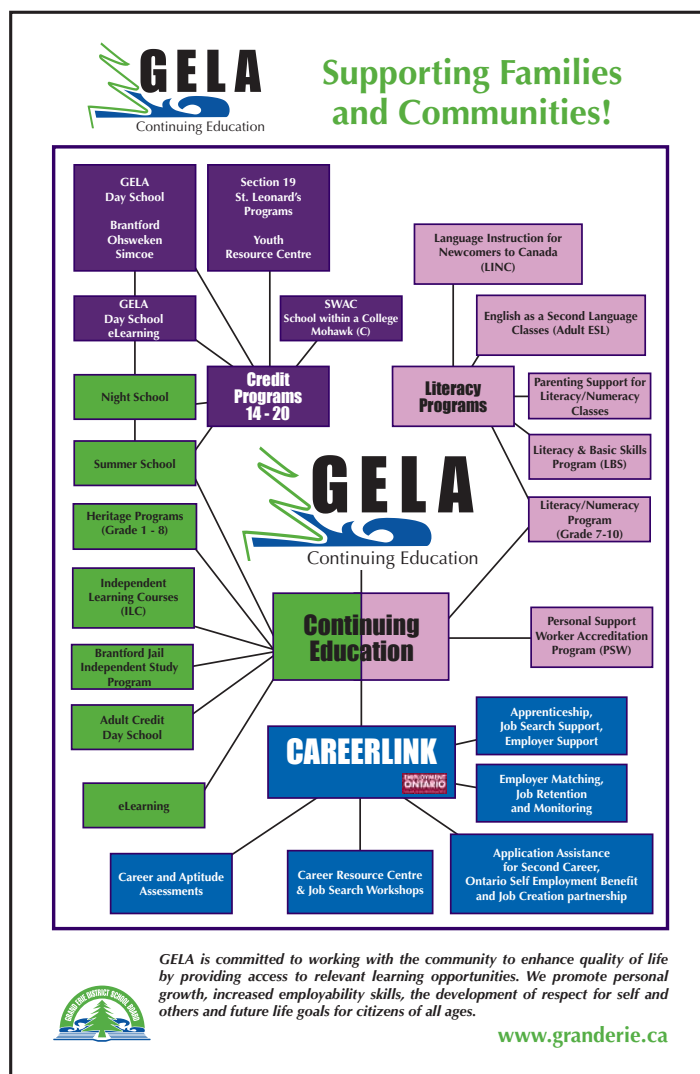 GELA
Continuing Education
Supporting Families
and Communities!
GELA
Day School
Brantford
Ohsweken
Simcoe
Section 19
St. Leonard's
Programs
Youth
Resource Centre
Language Instruction for
Newcomers to Canada
(LINC)
GELA
Day School
eLearning
SWAC
School within a College
Mohawk (C)
English as a Second Language
Classes (Adult ESL)
Night School
Credit
Programs
14 - 20
Literacy
Programs
Parenting Support for
Literacy/Numeracy
Classes
Summer School
Literacy & Basic Skills
Program (LBS)
GELA
Continuing Education
Heritage Programs
(Grade 1 - 8)
Literacy/Numeracy
Program
(Grade 7-10)
Independent
Learning Courses
(ILC)
Continuing
Education
Personal Support
Worker Accreditation
Program (PSW)
Brantford Jail
Independent Study
Program
Adult Credit
Day School
CAREERLINK
EMPLOYMENT
ONTARIO
Apprenticeship,
Job Search Support,
Employer Support
eLearning
Employer Matching,
Job Retention
and Monitoring
Career and Aptitude
Assessments
Career Resource Centre
& Job Search Workshops
Application Assistance
for Second Career,
Ontario Self Employment Benefit
and Job Creation partnership
GELA is committed to working with the community to enhance quality of life
by providing access to relevant learning opportunities. We promote personal
growth, increased employability skills, the development of respect for self and
others and future life goals for citizens of all ages.
GRAND ERIE DISTRICT SCHOOL BOARD
www.granderie.ca